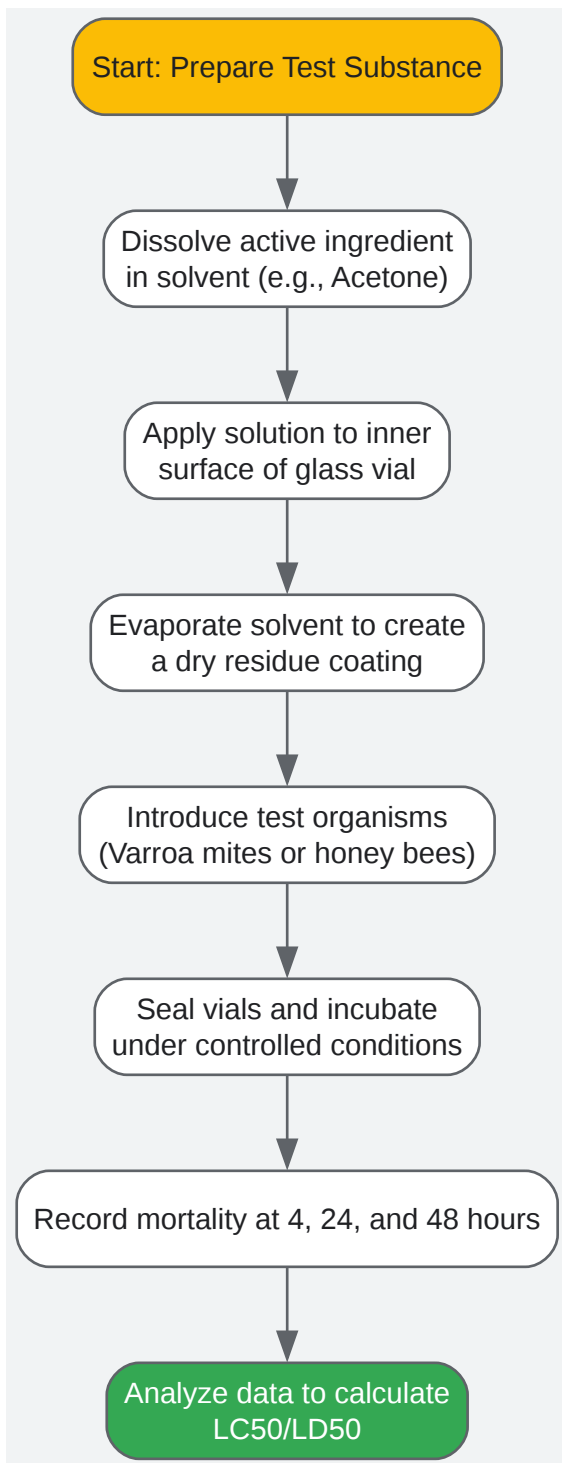 Start: Prepare Test Substance
Dissolve active ingredient
in solvent (e.g., Acetone)
Apply solution to inner
surface of glass vial
Evaporate solvent to create
a dry residue coating
Introduce test organisms
(Varroa mites or honey bees)
Seal vials and incubate
under controlled conditions
Record mortality at 4, 24, and 48 hours
Analyze data to calculate
LC50/LD50